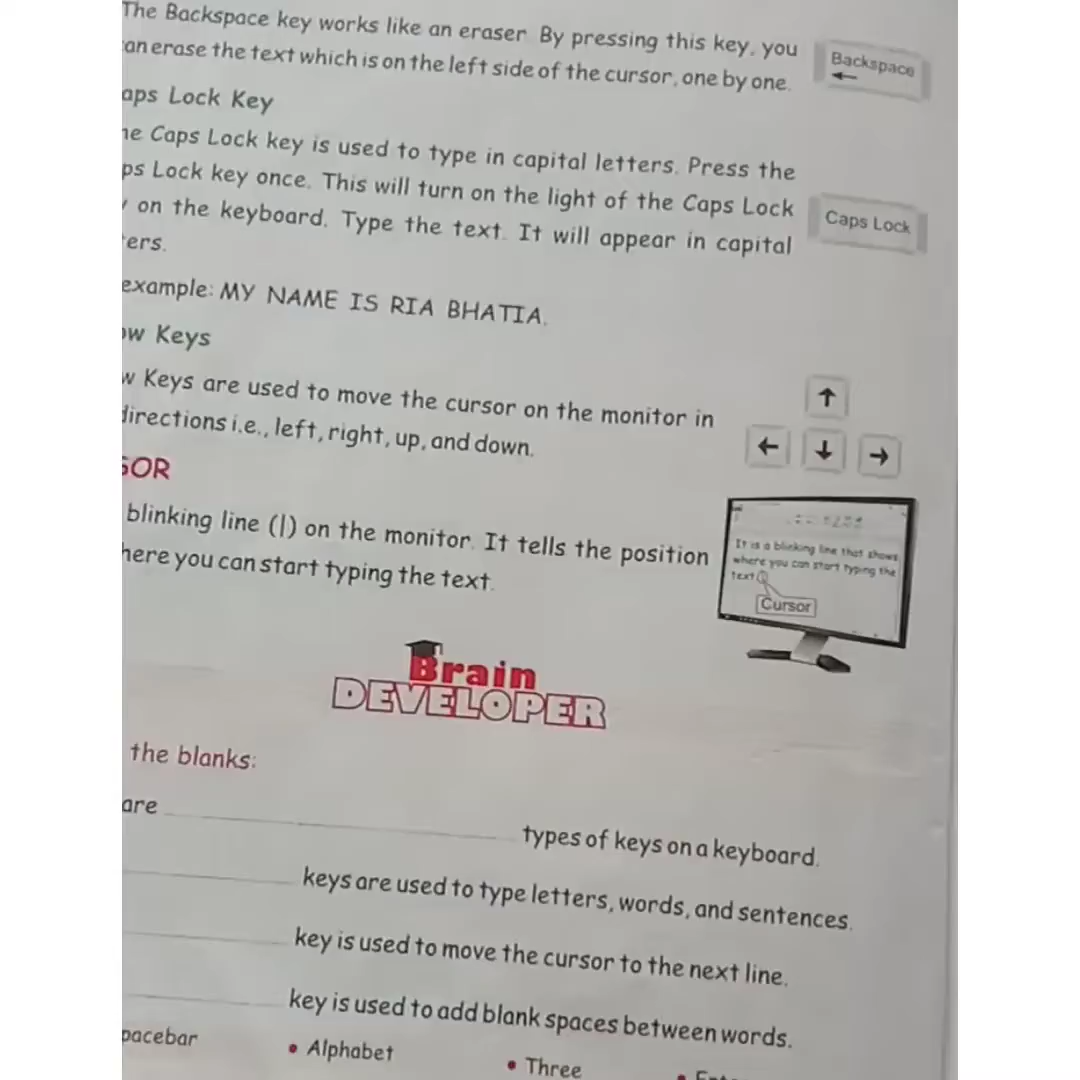 The Backspace key works like an eraser. By pressing this key, you
an erase the text which is on the left side of the cursor, one by one.
Backspace
←
aps Lock Key
he Caps Lock key is used to type in capital letters. Press the
ps Lock key once. This will turn on the light of the Caps Lock
on the keyboard. Type the text. It will appear in capital
ers.
Caps Lock
example: MY NAME IS RIA BHATIA.
ow Keys
w Keys are used to move the cursor on the monitor in
directions i.e., left, right, up, and down.
↑
← ↓ →
SOR
blinking line (|) on the monitor. It tells the position
here you can start typing the text.
It is a blinking line that shows
where you can start typing the
text
Cursor
Brain
DEVELOPER
the blanks:
are ____ types of keys on a keyboard.
____ keys are used to type letters, words, and sentences.
____ key is used to move the cursor to the next line.
____ key is used to add blank spaces between words.
pacebar • Alphabet • Three